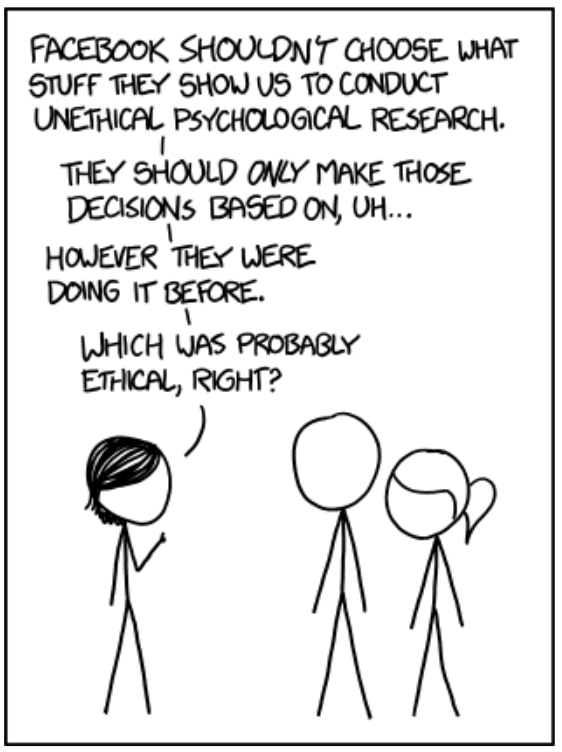 FACEBOOK SHOULDN'T CHOOSE WHAT
STUFF THEY SHOW US TO CONDUCT
UNETHICAL PSYCHOLOGICAL RESEARCH.
THEY SHOULD ONLY MAKE THOSE
DECISIONS BASED ON, UH...
HOWEVER THEY WERE
DOING IT BEFORE.
WHICH WAS PROBABLY
ETHICAL, RIGHT?